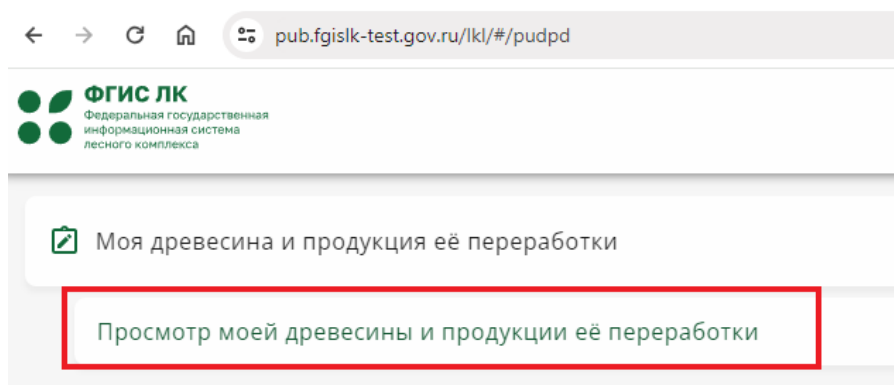 pub.fgislk-test.gov.ru/lkl/#/pudpd
ФГИС ЛК
Федеральная государственная
информационная система
лесного комплекса
Моя древесина и продукция её переработки
Просмотр моей древесины и продукции её переработки